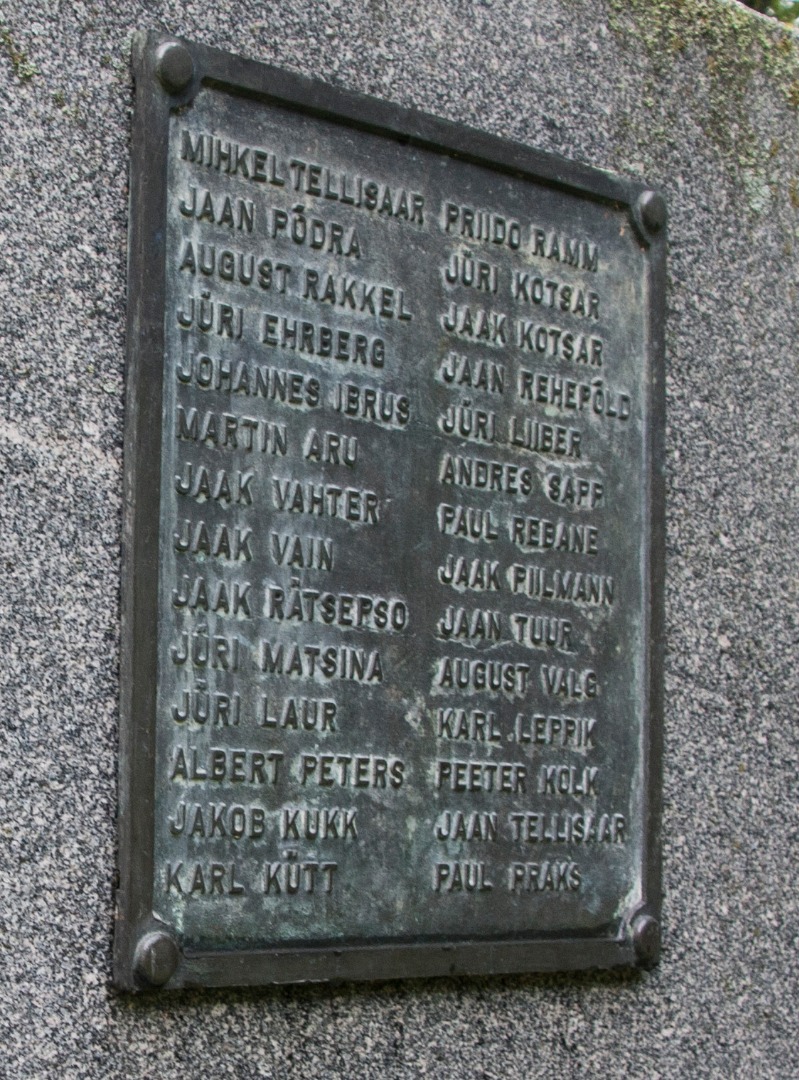 MIHKEL TELLISAAR
JAAN PÕDRA
AUGUST RAKKEL
JÜRI EHRBERG
JOHANNES IBRUS
MARTIN ARU
JAAK VAHTER
JAAK VAIN
JAAK RÄTSEPSO
JÜRI MATSINA
JÜRI LAUR
ALBERT PETERS
JAKOB KUKK
KARL KÜTT
PRIIDO RAMM
JÜRI KOTSAR
JAAK KOTSAR
JAAN REHEPÕLD
JÜRI LIIBER
ANDRES SAPP
PAUL REBANE
JAAK PIILMANN
JAAN TUUR
AUGUST VALG
KARL LEPPIK
PEETER KOLK
JAAN TELLISAAR
PAUL PRAKS